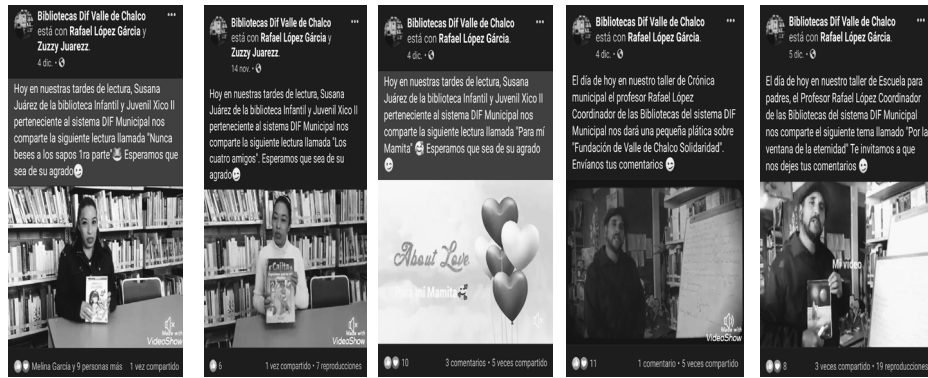 Bibliotecas Dif Valle de Chalco
está con Rafael López García y
Zuzzy Juarezz.
4 dic.
Hoy en nuestras tardes de lectura, Susana
Juárez de la biblioteca Infantil y Juvenil Xico II
perteneciente al sistema DIF Municipal nos
comparte la siguiente lectura llamada "Nunca
beses a los sapos 1ra parte"🐸 Esperamos que
sea de su agrado😉
Made with
VideoShow
Melina García y 9 personas más 1 vez compartido
Bibliotecas Dif Valle de Chalco
está con Rafael López Gárcia y
Zuzzy Juarezz.
14 nov.
Hoy en nuestras tardes de lectura, Susana
Juárez de la biblioteca Infantil y Juvenil Xico II
perteneciente al sistema DIF Municipal nos
comparte la siguiente lectura llamada "Los
cuatro amigos". Esperamos que sea de su
agrado😉
Made with
VideoShow
6 1 vez compartido • 7 reproducciones
Bibliotecas Dif Valle de Chalco
está con Rafael López Gárcia.
4 dic.
Hoy en nuestras tardes de lectura, Susana
Juárez de la biblioteca Infantil y Juvenil Xico II
perteneciente al sistema DIF Municipal nos
comparte la siguiente lectura llamada "Para mí
Mamita" 🥰 Esperamos que sea de su agrado
😉
About Love
Para mí Mamita
10 3 comentarios • 5 veces compartido
Bibliotecas Dif Valle de Chalco
está con Rafael López Gárcia.
4 dic.
El día de hoy en nuestro taller de Crónica
municipal el profesor Rafael López
Coordinador de las Bibliotecas del sistema DIF
Municipal nos dará una pequeña plática sobre
"Fundación de Valle de Chalco Solidaridad".
Envíanos tus comentarios 😉
Made with
VideoShow
11 1 comentario • 5 veces compartido
Bibliotecas Dif Valle de Chalco
está con Rafael López Gárcia.
5 dic.
El día de hoy en nuestro taller de Escuela para
padres, el Profesor Rafael López Coordinador
de las Bibliotecas del sistema DIF Municipal
nos comparte el siguiente tema llamado "Por la
ventana de la eternidad" Te invitamos a que
nos dejes tus comentarios 😉
Mi video
8 3 veces compartido • 19 reproducciones